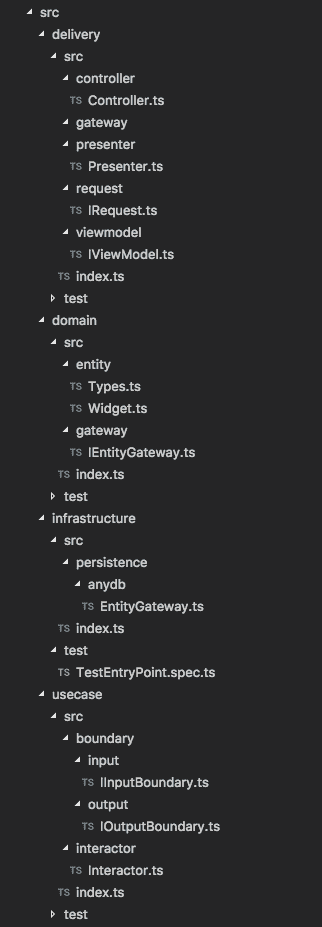 src
delivery
src
controller
TS Controller.ts
gateway
presenter
TS Presenter.ts
request
TS IRequest.ts
viewmodel
TS IViewModel.ts
TS index.ts
test
domain
src
entity
TS Types.ts
TS Widget.ts
gateway
TS IEntityGateway.ts
TS index.ts
test
infrastructure
src
persistence
anydb
TS EntityGateway.ts
TS index.ts
test
TS TestEntryPoint.spec.ts
usecase
src
boundary
input
TS IInputBoundary.ts
output
TS IOutputBoundary.ts
interactor
TS Interactor.ts
TS index.ts
test